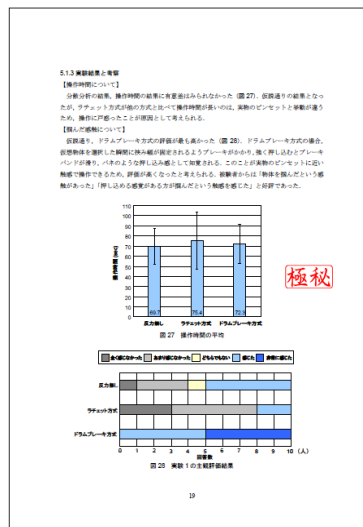 5.1.3 実験結果と考察
【操作時間について】
分散分析の結果、操作時間の結果に有意差はみられなかった（図 27）．仮説通りの結果となっ
たが，ラチェット方式が他の方式と比べて操作時間が長いのは，実物のピンセットと挙動が違う
ため，操作に戸惑ったことが原因として考えられる．
【掴んだ感触について】
仮説通り，ドラムブレーキ方式の評価が最も高かった（図 28）．ドラムブレーキ方式の場合，
仮想物体を選択した瞬間に挟み幅が固定されるようブレーキがかかり，強く押し込むとブレーキ
バンドが滑り，バネのような押し込み感として知覚される．このことが実物のピンセットに近い
触感で操作できるため，評価が高くなったと考えられる．被験者からは「物体を掴んだという感
触があった」「押し込める感覚がある方が掴んだという触感を感じた」と好評であった．
操作時間(sec)
110
100
90
80
70
60
50
40
30
20
10
0
69.7
75.4
72.3
反力無し
ラチェット方式
ドラムブレーキ方式
図 27 操作時間の平均
極秘
全く感じなかった
あまり感じなかった
どちらでもない
感じた
非常に感じた
反力無し
ラチェット方式
ドラムブレーキ方式
0 1 2 3 4 5 6 7 8 9 10 （人）
回答数
図 28 実験 1 の主観評価結果
19